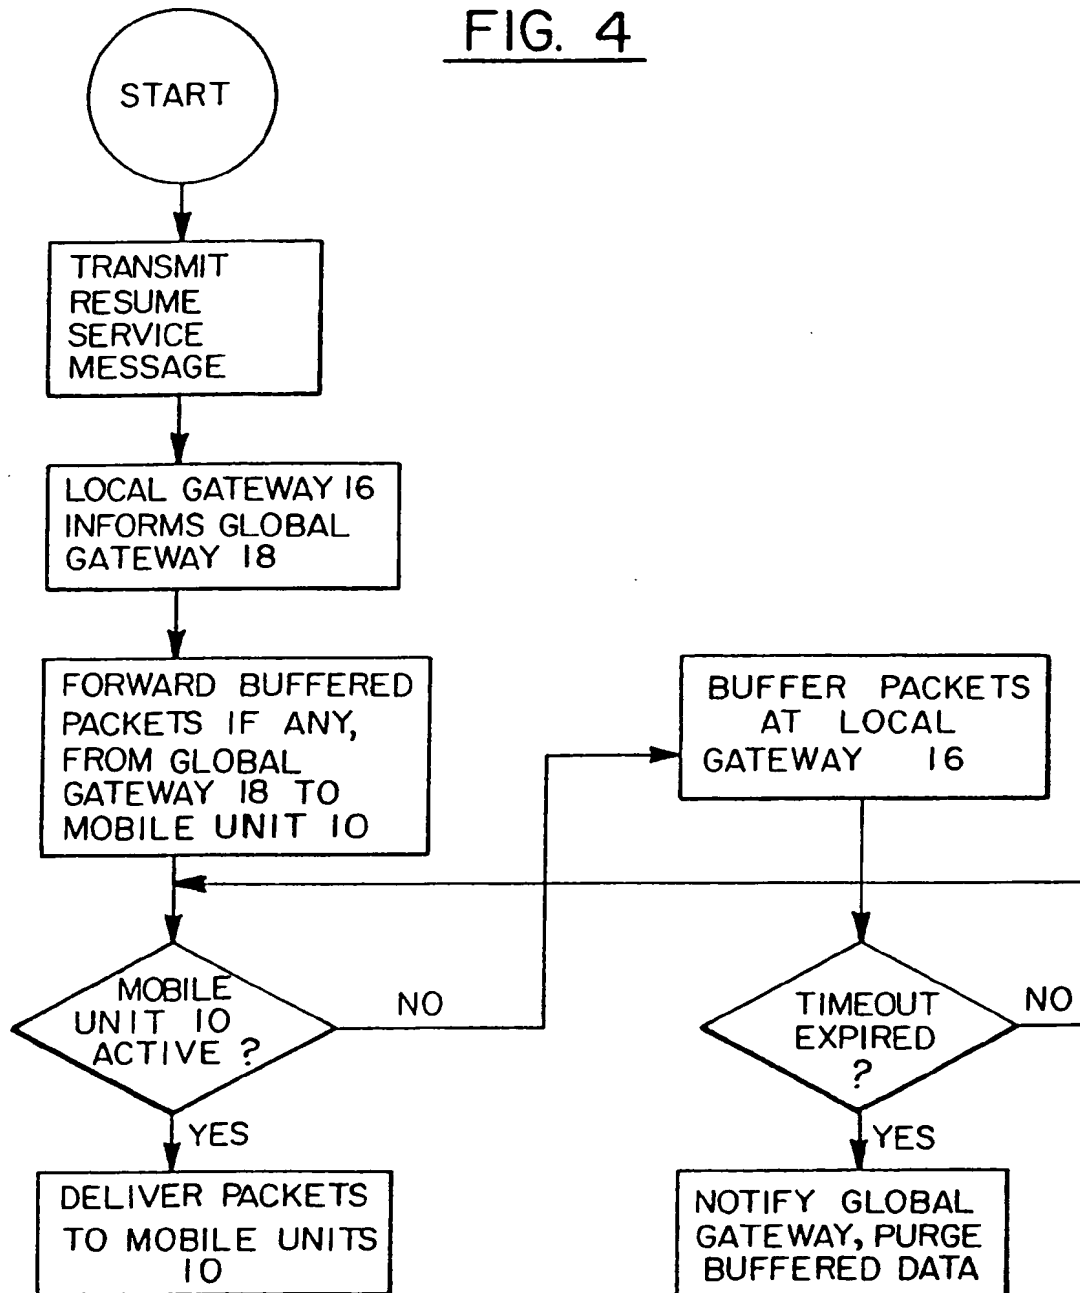 FIG. 4
START
TRANSMIT
RESUME
SERVICE
MESSAGE
LOCAL GATEWAY 16
INFORMS GLOBAL
GATEWAY 18
FORWARD BUFFERED
PACKETS IF ANY,
FROM GLOBAL
GATEWAY 18 TO
MOBILE UNIT 10
BUFFER PACKETS
AT LOCAL
GATEWAY 16
MOBILE
UNIT 10
ACTIVE ?
NO
YES
TIMEOUT
EXPIRED
?
NO
YES
DELIVER PACKETS
TO MOBILE UNITS
10
NOTIFY GLOBAL
GATEWAY, PURGE
BUFFERED DATA